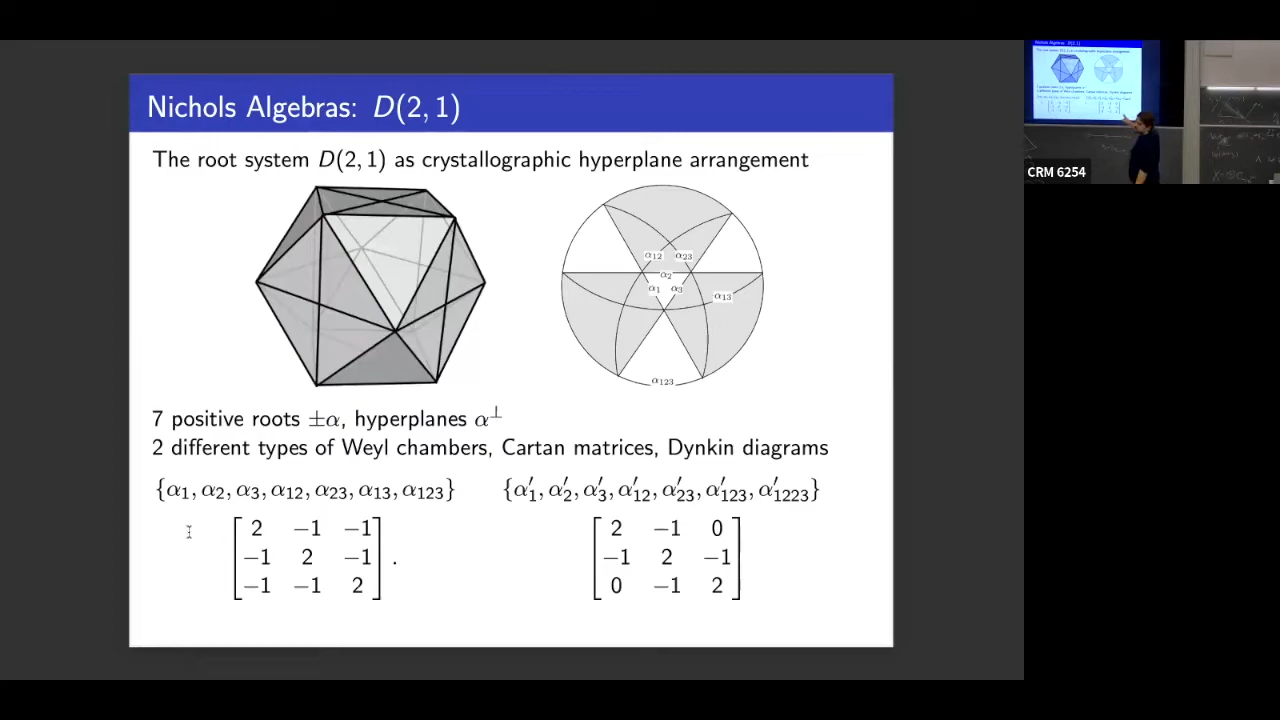 Nichols Algebras: D(2, 1)
The root system D(2, 1) as crystallographic hyperplane arrangement
α₁₂ α₂₃
α₂
α₁ α₃
α₁₃
α₁₂₃
7 positive roots ±α, hyperplanes α^⊥
2 different types of Weyl chambers, Cartan matrices, Dynkin diagrams
{α₁, α₂, α₃, α₁₂, α₂₃, α₁₃, α₁₂₃} {α′₁, α′₂, α′₃, α′₁₂, α′₂₃, α′₁₂₃, α′₁₂₂₃}
[2 −1 −1] [2 −1 0]
[−1 2 −1] . [−1 2 −1]
[−1 −1 2] [0 −1 2]
CRM 6254